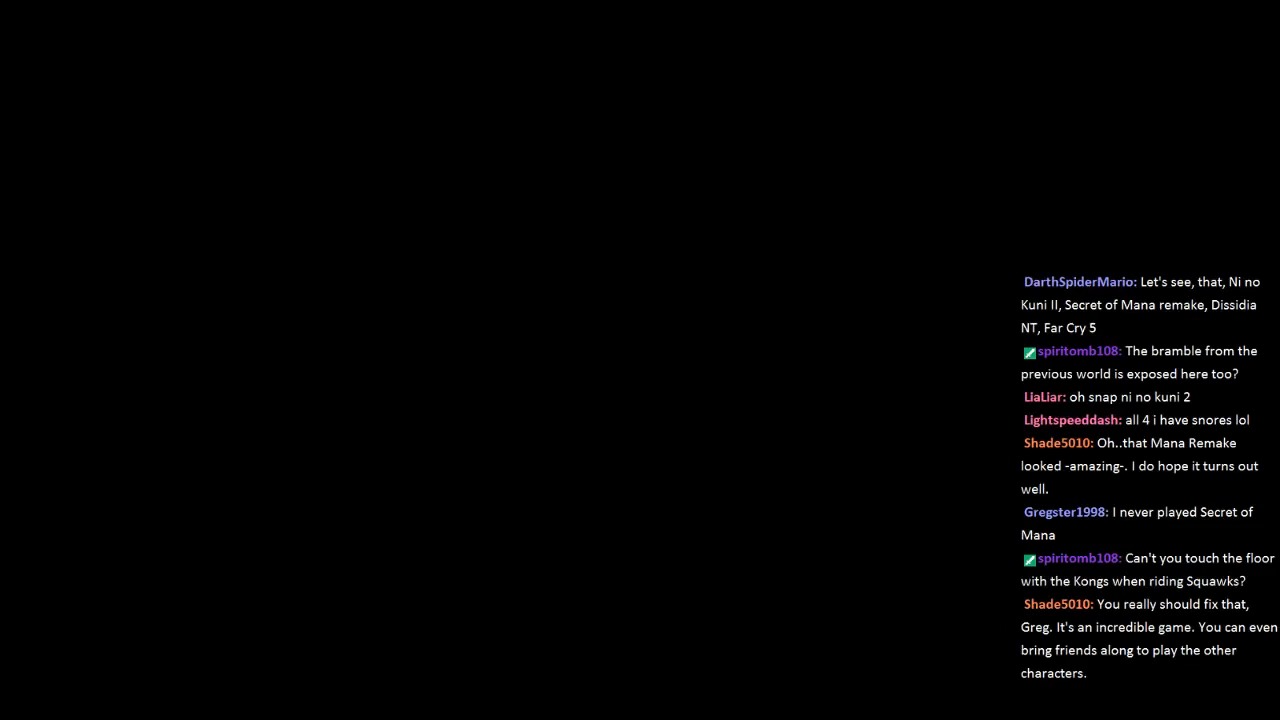 DarthSpiderMario: Let's see, that, Ni no
Kuni II, Secret of Mana remake, Dissidia
NT, Far Cry 5
spiritomb108: The bramble from the
previous world is exposed here too?
LiaLiar: oh snap ni no kuni 2
Lightspeeddash: all 4 i have snores lol
Shade5010: Oh..that Mana Remake
looked -amazing-. I do hope it turns out
well.
Gregster1998: I never played Secret of
Mana
spiritomb108: Can't you touch the floor
with the Kongs when riding Squawks?
Shade5010: You really should fix that,
Greg. It's an incredible game. You can even
bring friends along to play the other
characters.